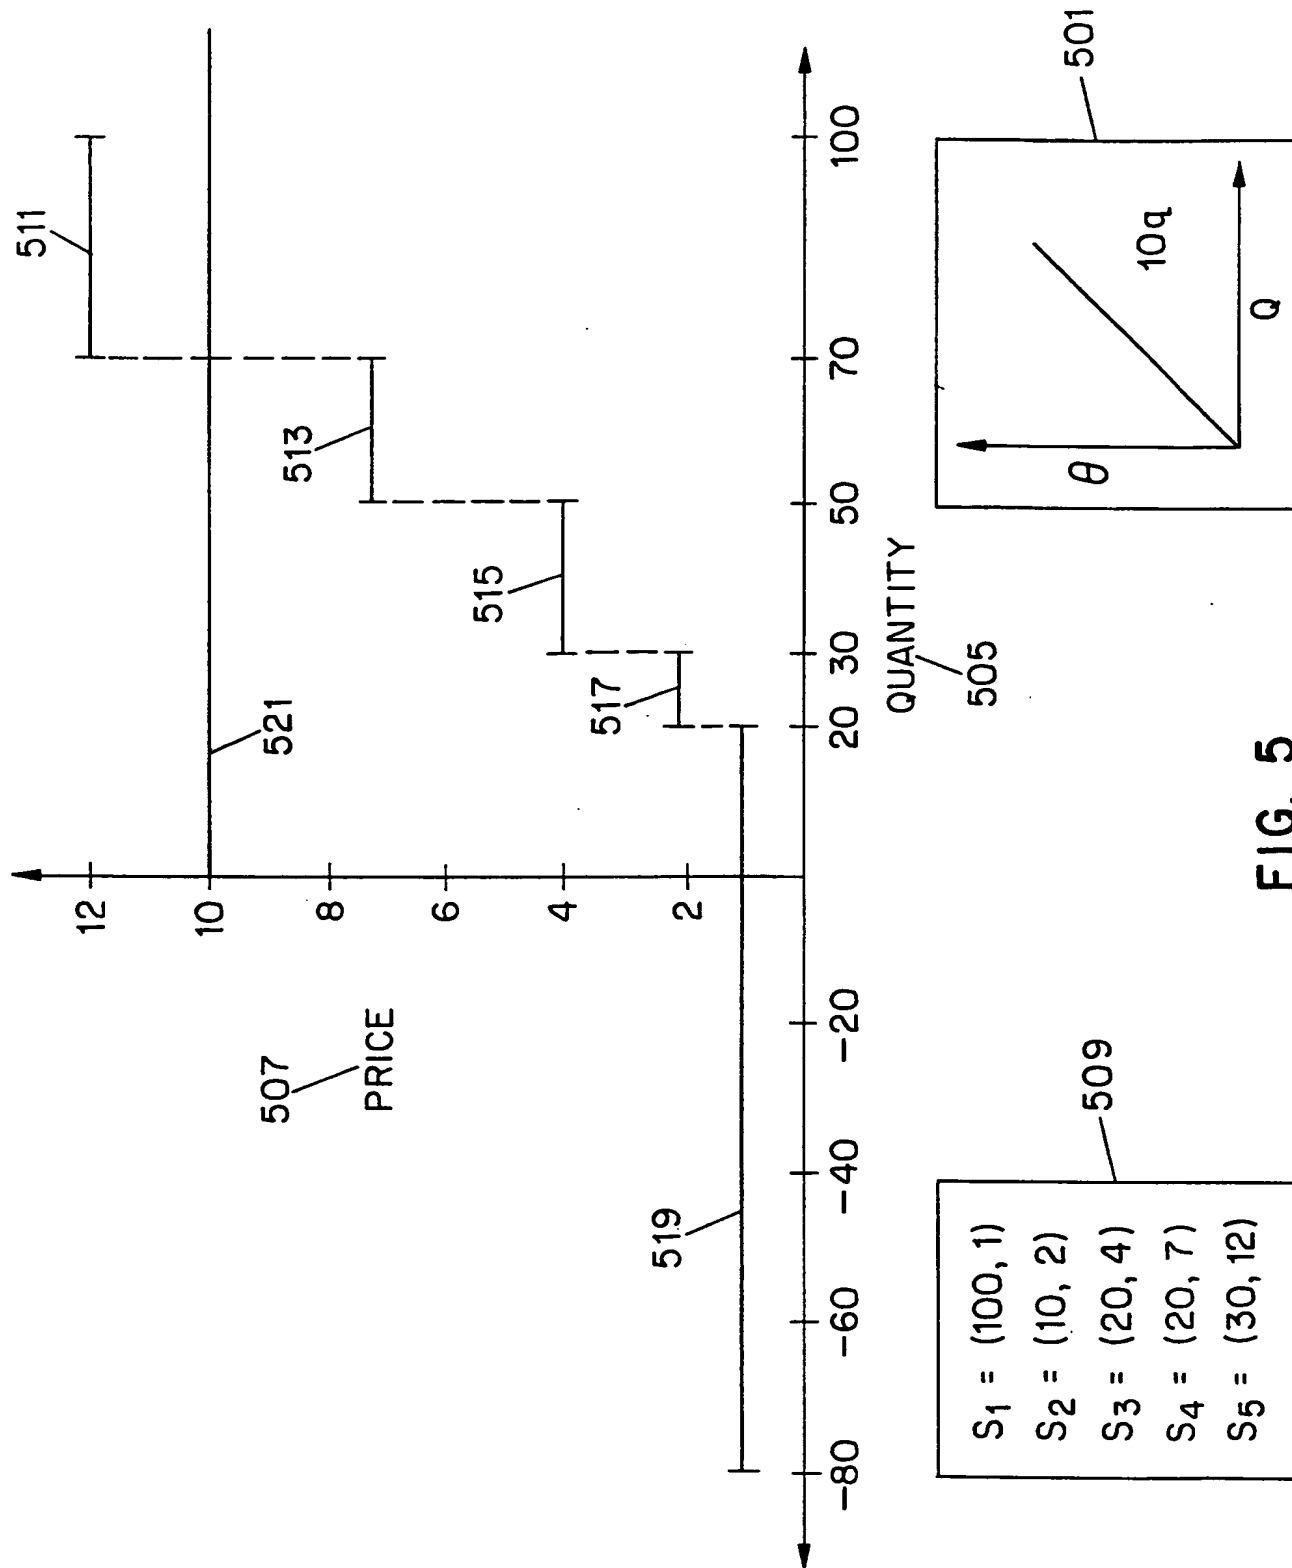 511
12
521
10
513
8
507
PRICE
515
6
4
517
519
2
-80
-60
-40
-20
20
30
50
70
100
QUANTITY
505
509
S1 = (100, 1)
S2 = (10, 2)
S3 = (20, 4)
S4 = (20, 7)
S5 = (30, 12)
501
θ
10q
Q
FIG. 5